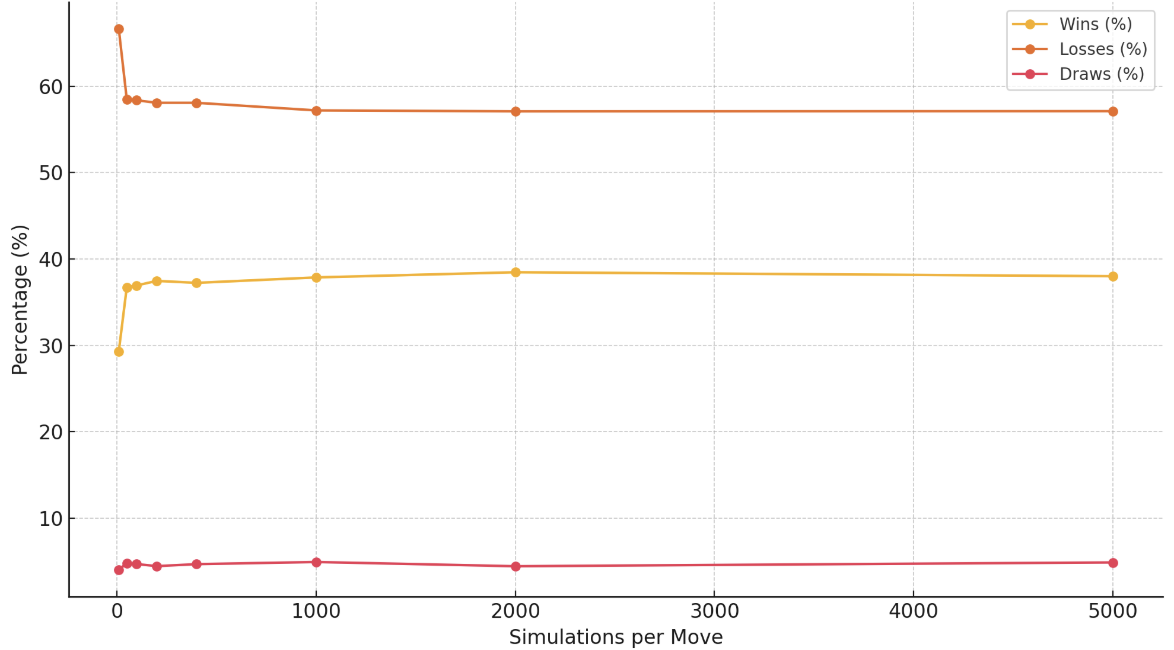 Wins (%)
Losses (%)
Draws (%)
Percentage (%)
60
50
40
30
20
10
0 1000 2000 3000 4000 5000
Simulations per Move